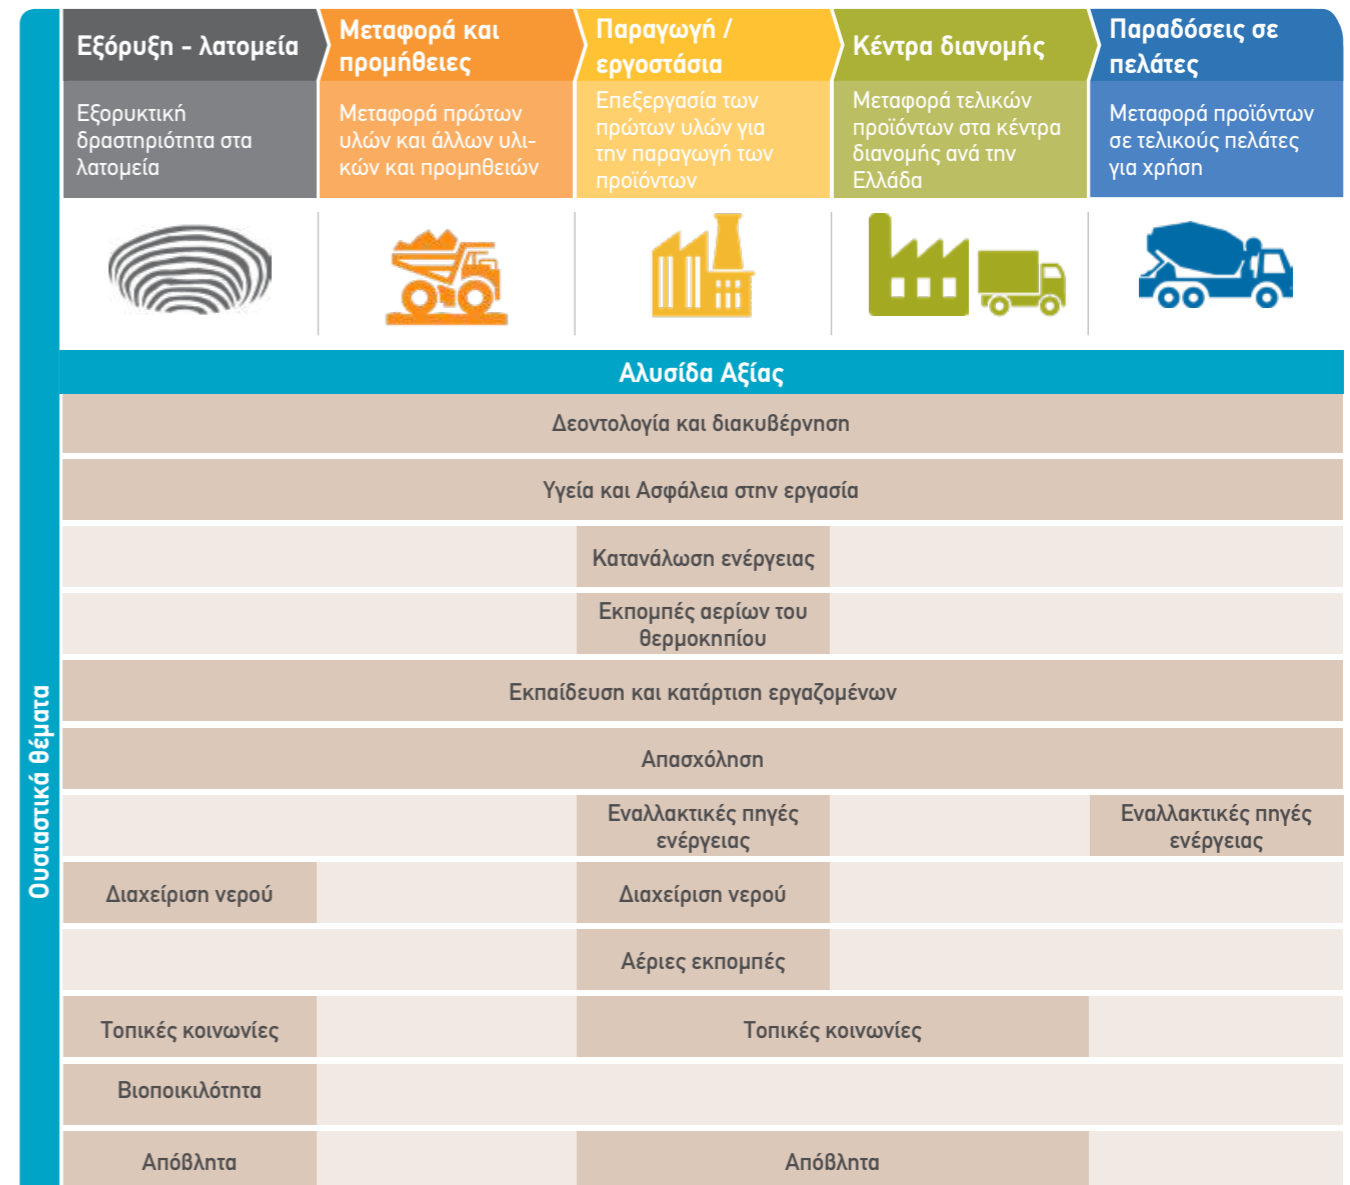 Εξόρυξη - λατομεία
Μεταφορά και
προμήθειες
Παραγωγή /
εργοστάσια
Κέντρα διανομής
Παραδόσεις σε
πελάτες
Εξορυκτική
δραστηριότητα στα
λατομεία
Μεταφορά πρώτων
υλών και άλλων υλι-
κών και προμηθειών
Επεξεργασία των
πρώτων υλών για
την παραγωγή των
προϊόντων
Μεταφορά τελικών
προϊόντων στα κέντρα
διανομής ανά την
Ελλάδα
Μεταφορά προϊόντων
σε τελικούς πελάτες
για χρήση
Αλυσίδα Αξίας
Ουσιαστικά θέματα
Δεοντολογία και διακυβέρνηση
Υγεία και Ασφάλεια στην εργασία
Κατανάλωση ενέργειας
Εκπομπές αερίων του
θερμοκηπίου
Εκπαίδευση και κατάρτιση εργαζομένων
Απασχόληση
Εναλλακτικές πηγές
ενέργειας
Εναλλακτικές πηγές
ενέργειας
Διαχείριση νερού
Διαχείριση νερού
Αέριες εκπομπές
Τοπικές κοινωνίες
Τοπικές κοινωνίες
Βιοποικιλότητα
Απόβλητα
Απόβλητα